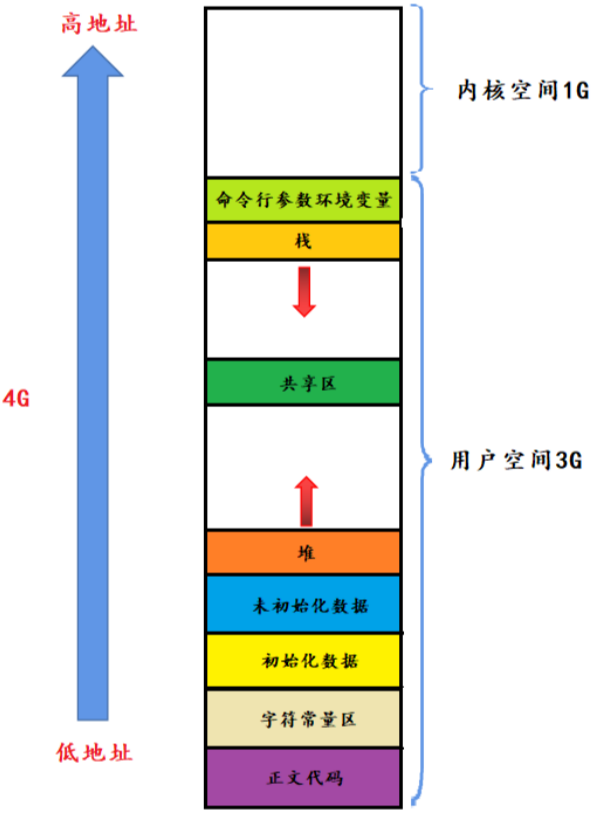 高地址
内核空间1G
命令行参数环境变量
栈
共享区
4G
用户空间3G
堆
未初始化数据
初始化数据
字符常量区
低地址
正文代码